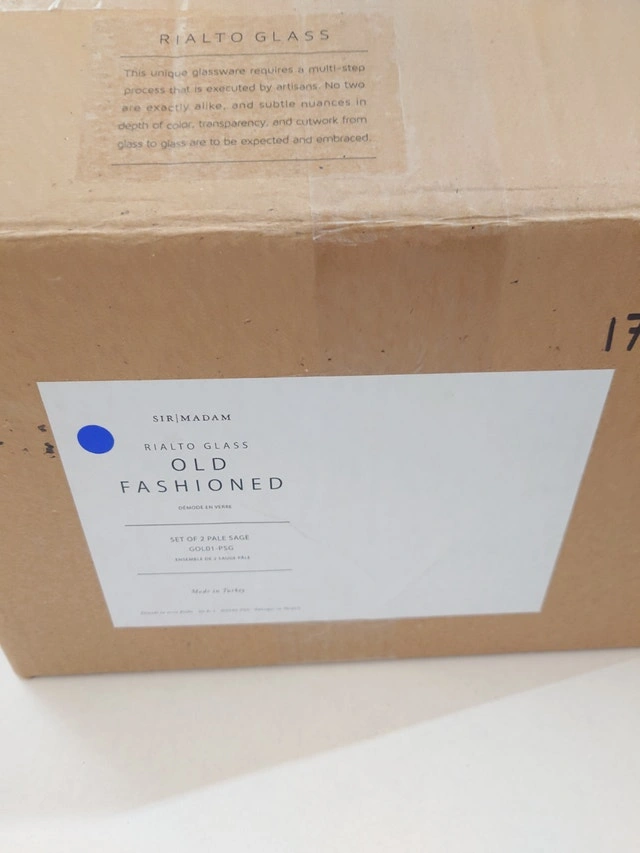 RIALTO GLASS
This unique glassware requires a multi-step
process that is executed by artisans. No two
are exactly alike, and subtle nuances in
depth of color, transparency, and cutwork from
glass to glass are to be expected and embraced.
17
SIR|MADAM
RIALTO GLASS
OLD
FASHIONED
DÉMODÉ EN VERRE
SET OF 2 PALE SAGE
GOL01-PSG
ENSEMBLE DE 2 SAUGE PÂLE
Made in Turkey